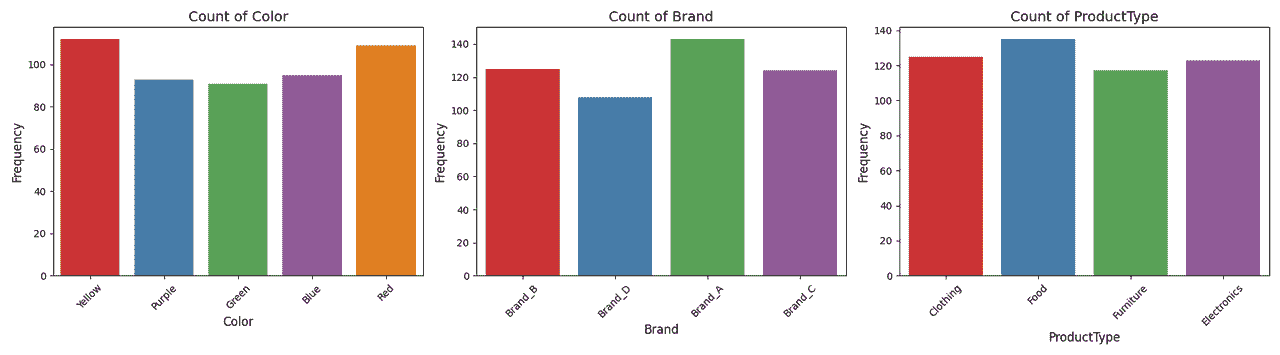 Count of Color
Frequency
100
80
60
40
20
0
Yellow
Purple
Green
Blue
Red
Color
Count of Brand
Frequency
140
120
100
80
60
40
20
0
Brand_B
Brand_D
Brand_A
Brand_C
Brand
Count of ProductType
Frequency
140
120
100
80
60
40
20
0
Clothing
Food
Furniture
Electronics
ProductType